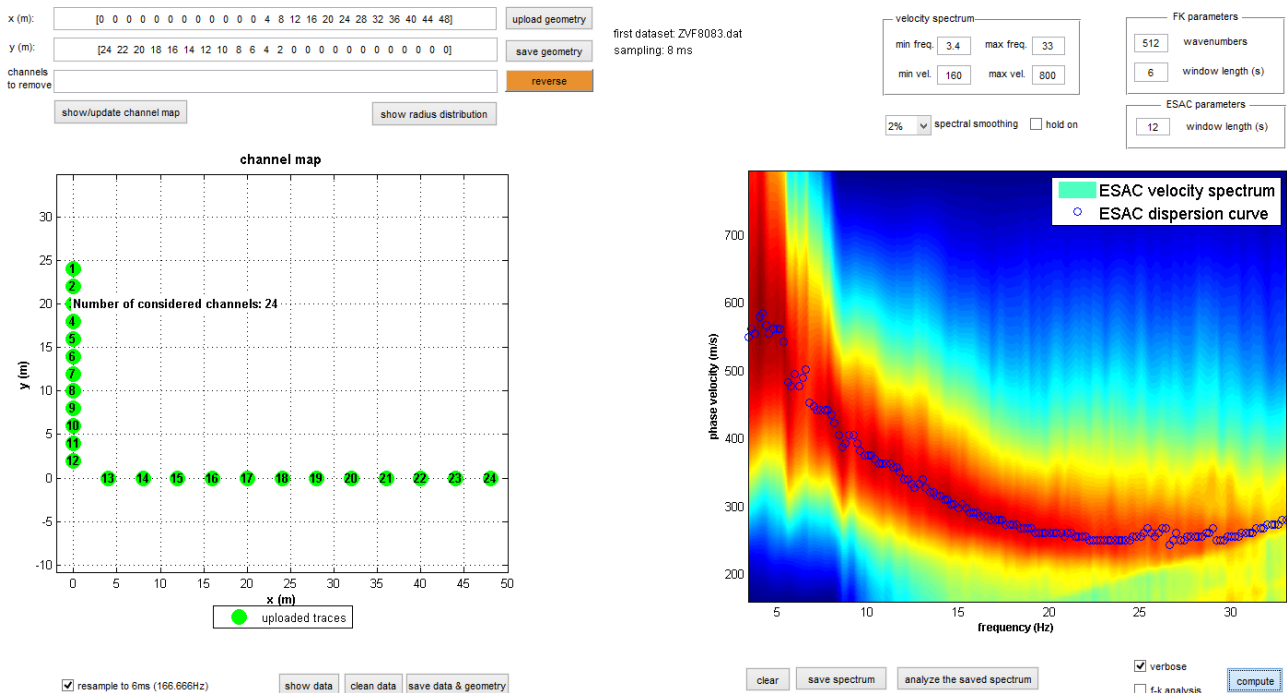 x (m): [0 0 0 0 0 0 0 0 0 0 0 0 4 8 12 16 20 24 28 32 36 40 44 48] upload geometry
y (m): [24 22 20 18 16 14 12 10 8 6 4 2 0 0 0 0 0 0 0 0 0 0 0 0] save geometry
channels
to remove
reverse
show/update channel map show radius distribution
first dataset: ZVF8083.dat
sampling: 8 ms
velocity spectrum
min freq. 3.4 max freq. 33
min vel. 160 max vel. 800
2% spectral smoothing hold on
FK parameters
512 wavenumbers
6 window length (s)
ESAC parameters
12 window length (s)
channel map
30
25
20
15
10
5
0
-5
-10
y (m)
1
2
Number of considered channels: 24
4
5
6
7
8
9
10
11
12
13 14 15 16 17 18 19 20 21 22 23 24
0 5 10 15 20 25 30 35 40 45 50
x (m)
uploaded traces
resample to 6ms (166.666Hz) show data clean data save data & geometry
ESAC velocity spectrum
ESAC dispersion curve
700
600
500
400
300
200
phase velocity (m/s)
5 10 15 20 25 30
frequency (Hz)
clear save spectrum analyze the saved spectrum
verbose
f-k analysis
compute